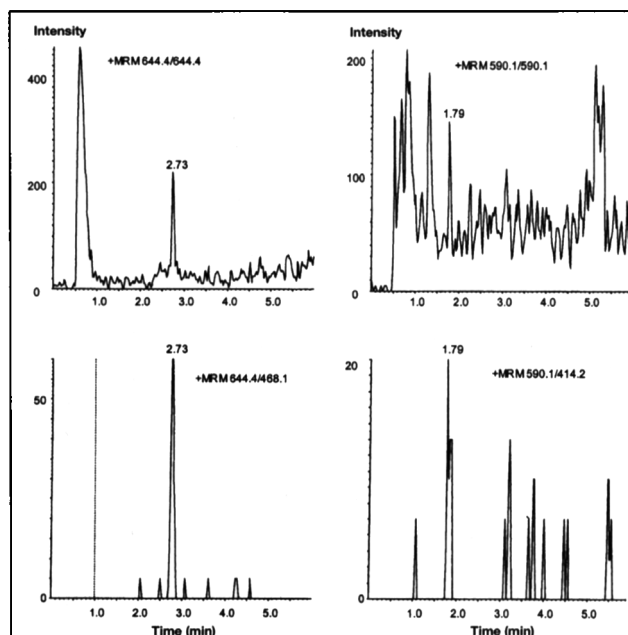 Intensity
+MRM 644.4/644.4
400
2.73
200
0
1.0 2.0 3.0 4.0 5.0
Intensity
+MRM 590.1/590.1
200
1.79
100
0
1.0 2.0 3.0 4.0 5.0
2.73
+MRM 644.4/468.1
50
0
1.0 2.0 3.0 4.0 5.0
Time (min)
1.79
20
+MRM 590.1/414.2
0
1.0 2.0 3.0 4.0 5.0
Time (min)